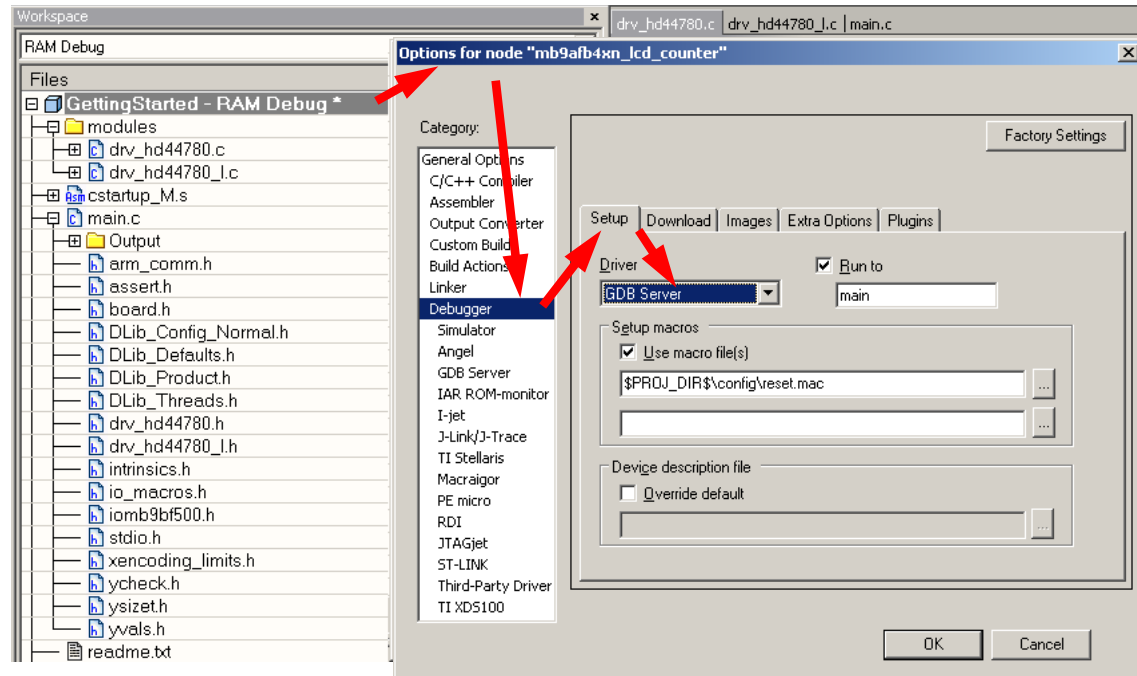 Workspace
drv_hd44780.c
drv_hd44780_l.c
main.c
RAM Debug
Files
GettingStarted - RAM Debug *
modules
drv_hd44780.c
drv_hd44780_l.c
cstartup_M.s
main.c
Output
arm_comm.h
assert.h
board.h
DLib_Config_Normal.h
DLib_Defaults.h
DLib_Product.h
DLib_Threads.h
drv_hd44780.h
drv_hd44780_l.h
intrinsics.h
io_macros.h
iomb9bf500.h
stdio.h
xencoding_limits.h
ycheck.h
ysizet.h
yvals.h
readme.txt
Options for node "mb9afb4xn_lcd_counter"
Category:
General Options
C/C++ Compiler
Assembler
Output Converter
Custom Build
Build Actions
Linker
Debugger
Simulator
Angel
GDB Server
IAR ROM-monitor
I-jet
J-Link/J-Trace
TI Stellaris
Macraigor
PE micro
RDI
JTAGjet
ST-LINK
Third-Party Driver
TI XDS100
Factory Settings
Setup
Download
Images
Extra Options
Plugins
Driver
GDB Server
Run to
main
Setup macros
Use macro file(s)
$PROJ_DIR$\config\reset.mac
...
...
Device description file
Override default
...
OK
Cancel